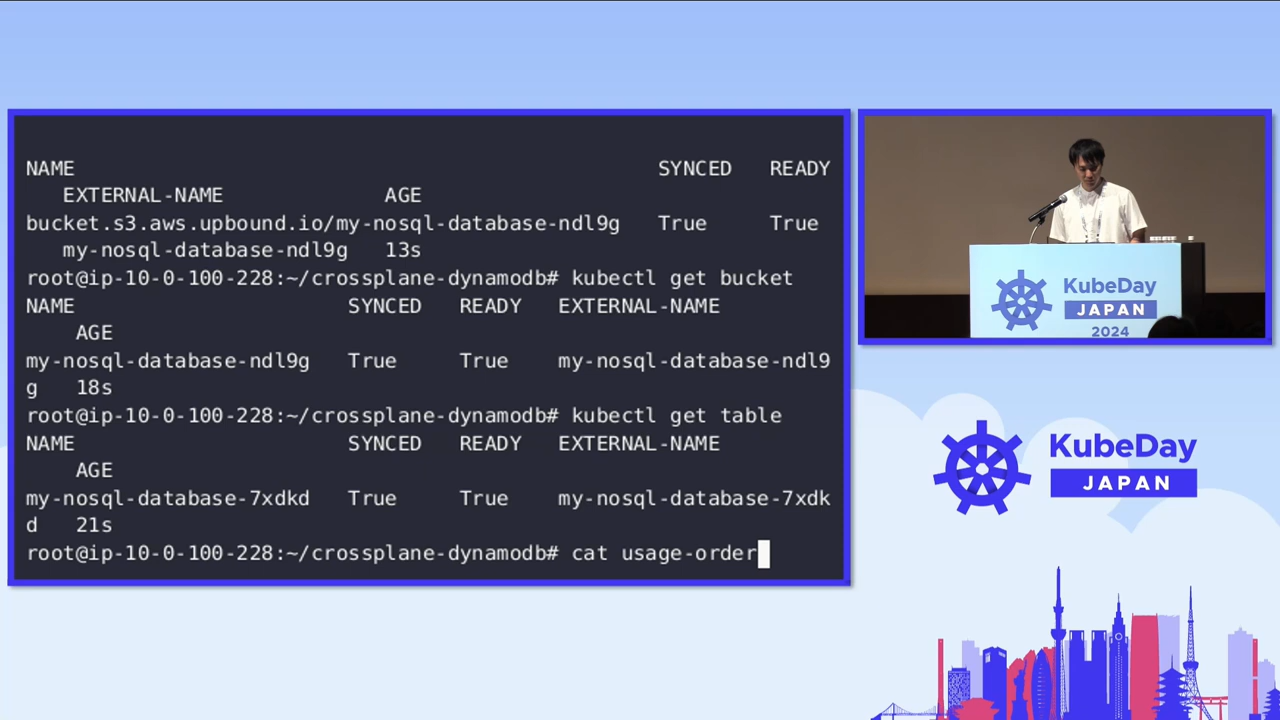 NAME SYNCED READY
EXTERNAL-NAME AGE
bucket.s3.aws.upbound.io/my-nosql-database-ndl9g True True
my-nosql-database-ndl9g 13s
root@ip-10-0-100-228:~/crossplane-dynamodb# kubectl get bucket
NAME SYNCED READY EXTERNAL-NAME
AGE
my-nosql-database-ndl9g True True my-nosql-database-ndl9
g 18s
root@ip-10-0-100-228:~/crossplane-dynamodb# kubectl get table
NAME SYNCED READY EXTERNAL-NAME
AGE
my-nosql-database-7xdkd True True my-nosql-database-7xdk
d 21s
root@ip-10-0-100-228:~/crossplane-dynamodb# cat usage-order
KubeDay
JAPAN
2024
KubeDay
JAPAN